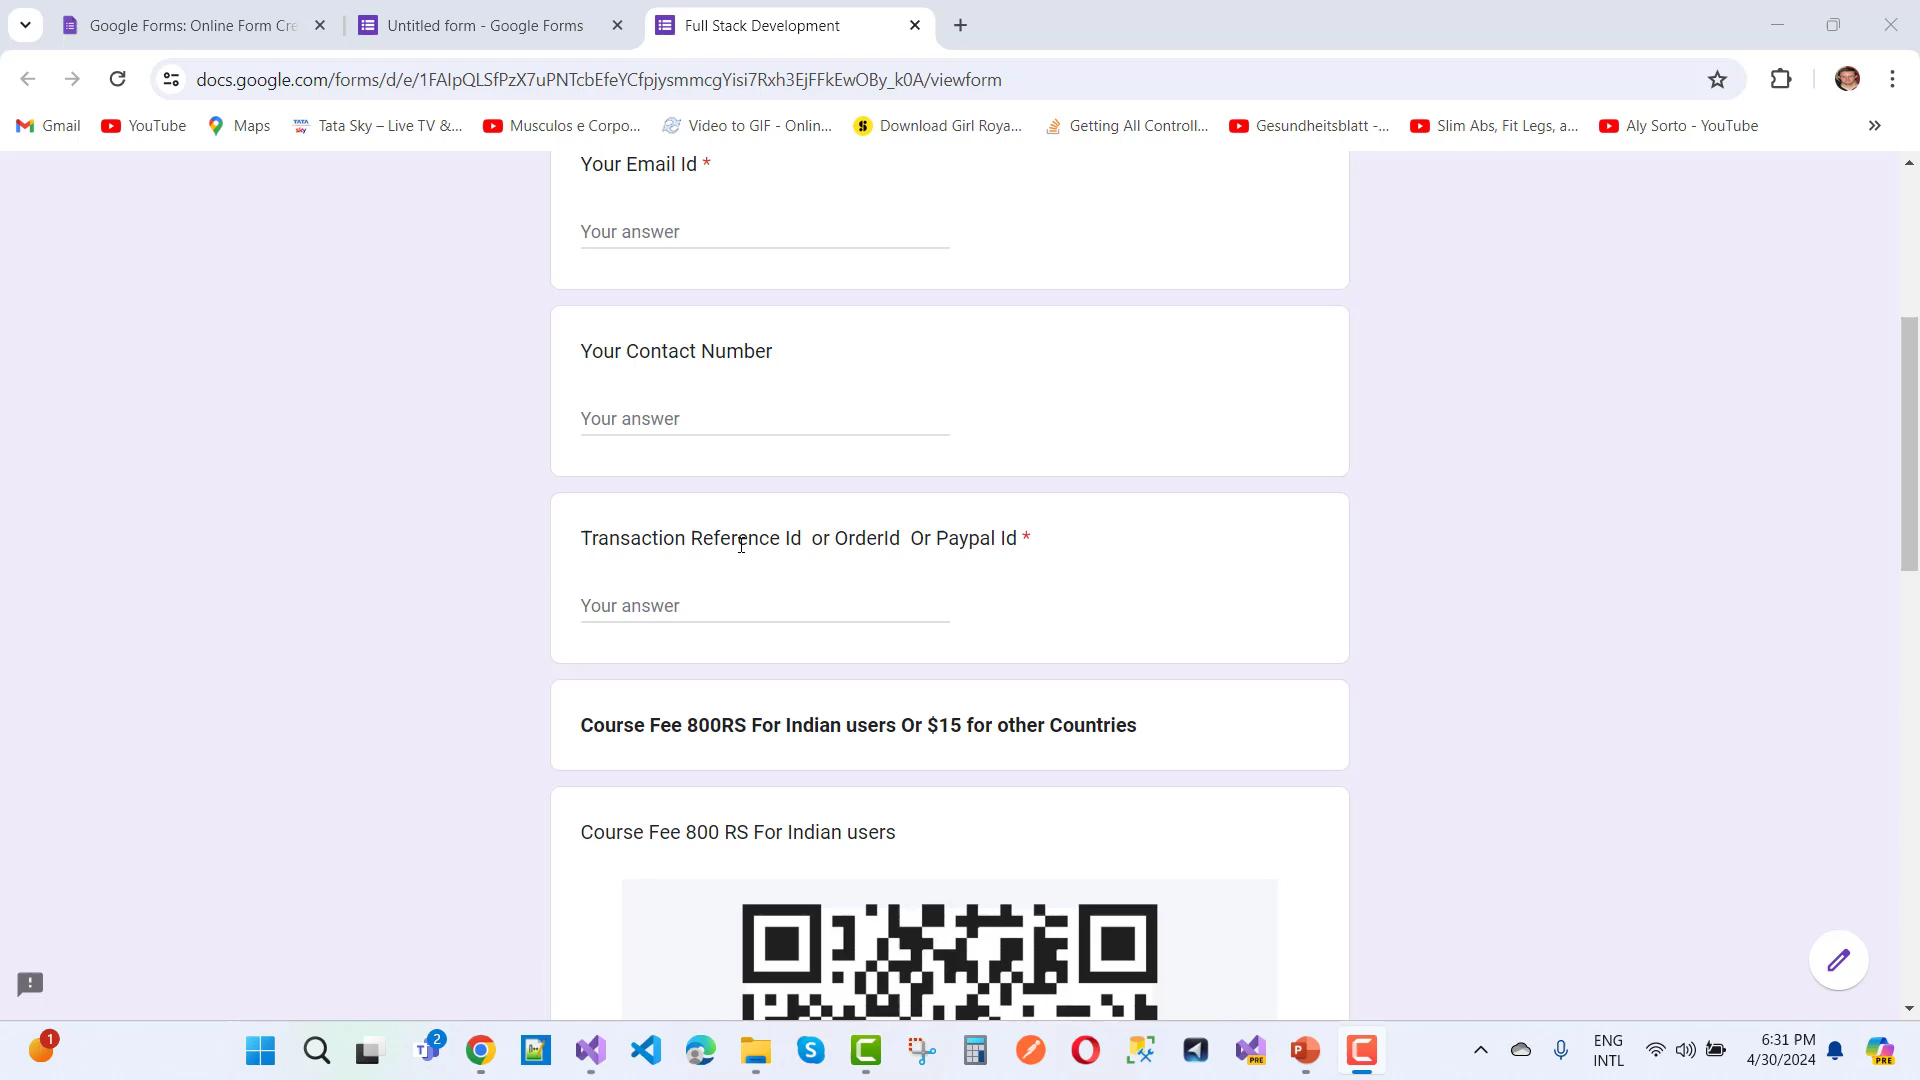 Google Forms: Online Form Cre
Untitled form - Google Forms
Full Stack Development
docs.google.com/forms/d/e/1FAIpQLSfPzX7uPNTcbEfeYCfpjysmmcgYisi7Rxh3EjFFkEwOBy_k0A/viewform
Gmail
YouTube
Maps
Tata Sky – Live TV &...
Musculos e Corpo...
Video to GIF - Onlin...
Download Girl Roya...
Getting All Controll...
Gesundheitsblatt -...
Slim Abs, Fit Legs, a...
Aly Sorto - YouTube
Your Email Id *
Your answer
Your Contact Number
Your answer
Transaction Reference Id or OrderId Or Paypal Id *
Your answer
Course Fee 800RS For Indian users Or $15 for other Countries
Course Fee 800 RS For Indian users
1
2
PRE
ENG
INTL
6:31 PM
4/30/2024
PRE